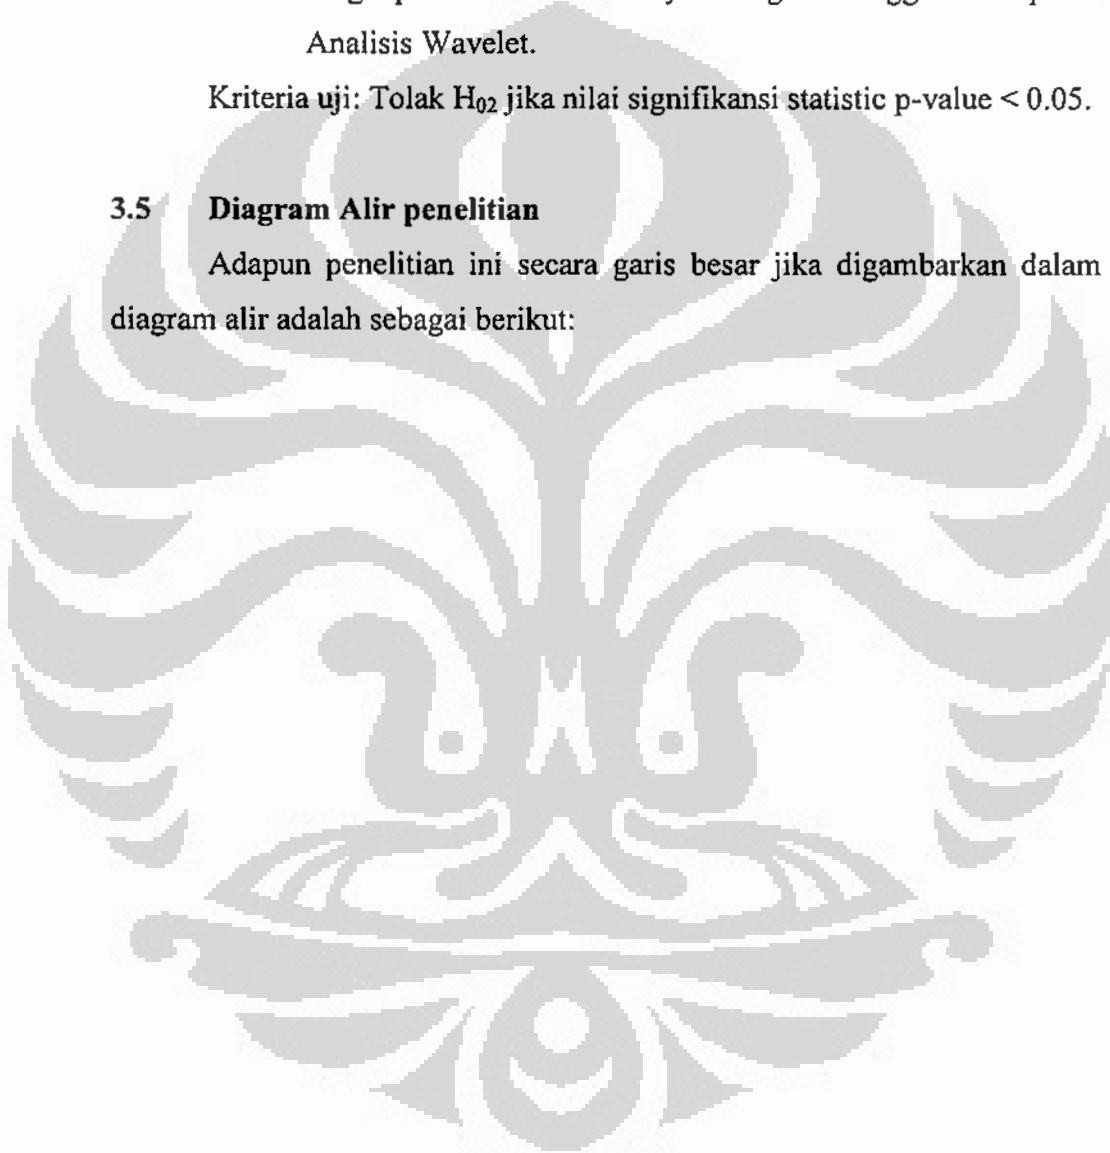 Analisis Wavelet.
Kriteria uji: Tolak H₀₂ jika nilai signifikansi statistic p-value < 0.05.
3.5 Diagram Alir penelitian
Adapun penelitian ini secara garis besar jika digambarkan dalam
diagram alir adalah sebagai berikut: